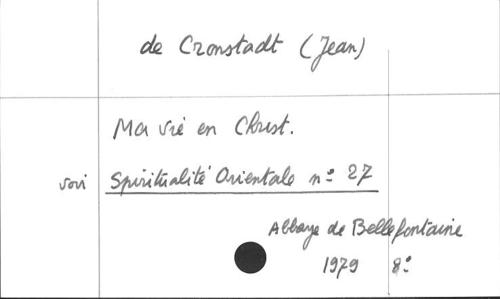 de Cronstadt (Jean)
Ma vie en Christ.
voir Spiritualité Orientale n° 27
Abbaye de Bellefontaine
1979 8°